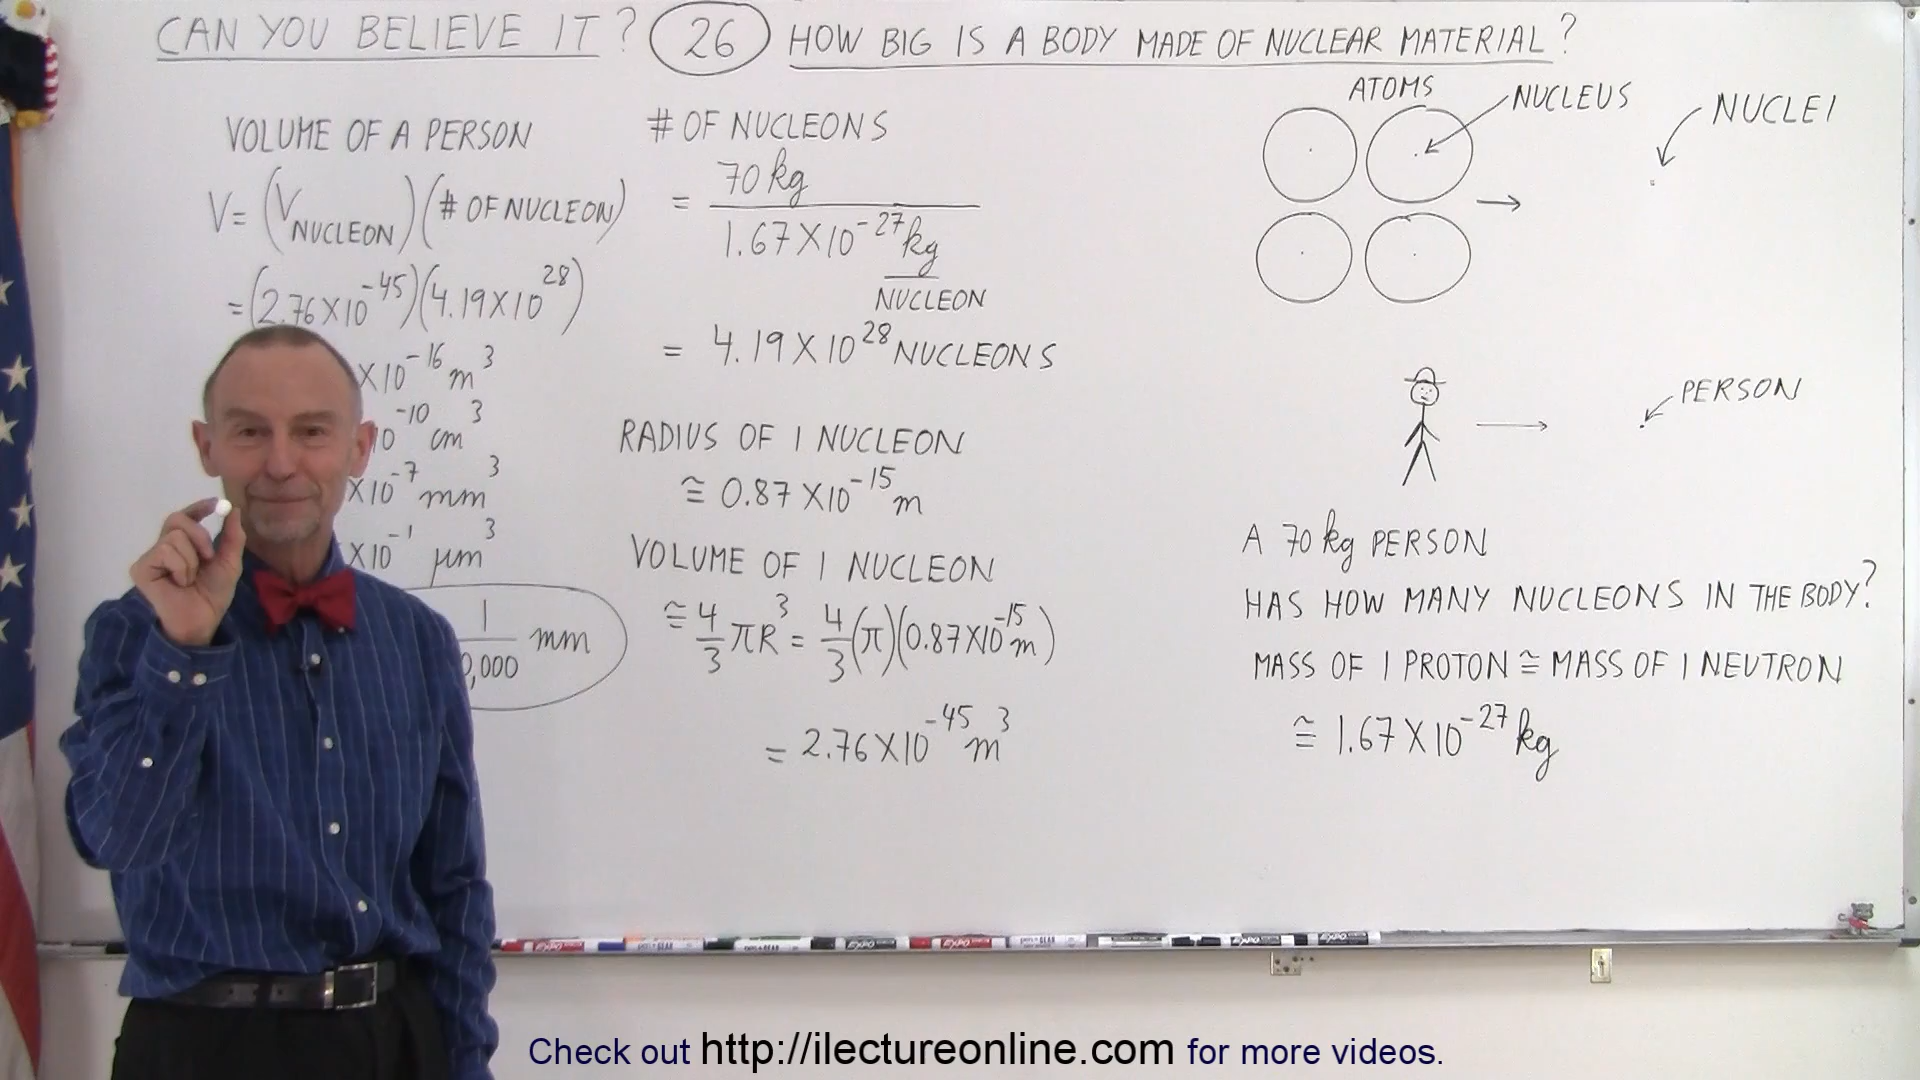 CAN YOU BELIEVE IT? 26 HOW BIG IS A BODY MADE OF NUCLEAR MATERIAL?
VOLUME OF A PERSON
V = (V NUCLEON) (# OF NUCLEON)
= (2.76 X 10^-45) (4.19 X 10^28)
X 10^-16 m^3
0^-10 cm^3
X10^-7 mm^3
X10^-1 μm^3
1
,000 mm
# OF NUCLEONS
= 70 kg
1.67 X 10^-27 kg
NUCLEON
= 4.19 X 10^28 NUCLEONS
RADIUS OF 1 NUCLEON
≅ 0.87 X 10^-15 m
VOLUME OF 1 NUCLEON
≅ 4/3 πR^3 = 4/3 (π) (0.87 X10^-15 m)
= 2.76 X 10^-45 m^3
ATOMS
NUCLEUS
NUCLEI
PERSON
A 70 kg PERSON
HAS HOW MANY NUCLEONS IN THE BODY?
MASS OF 1 PROTON ≅ MASS OF 1 NEUTRON
≅ 1.67 X 10^-27 kg
Check out http://ilectureonline.com for more videos.